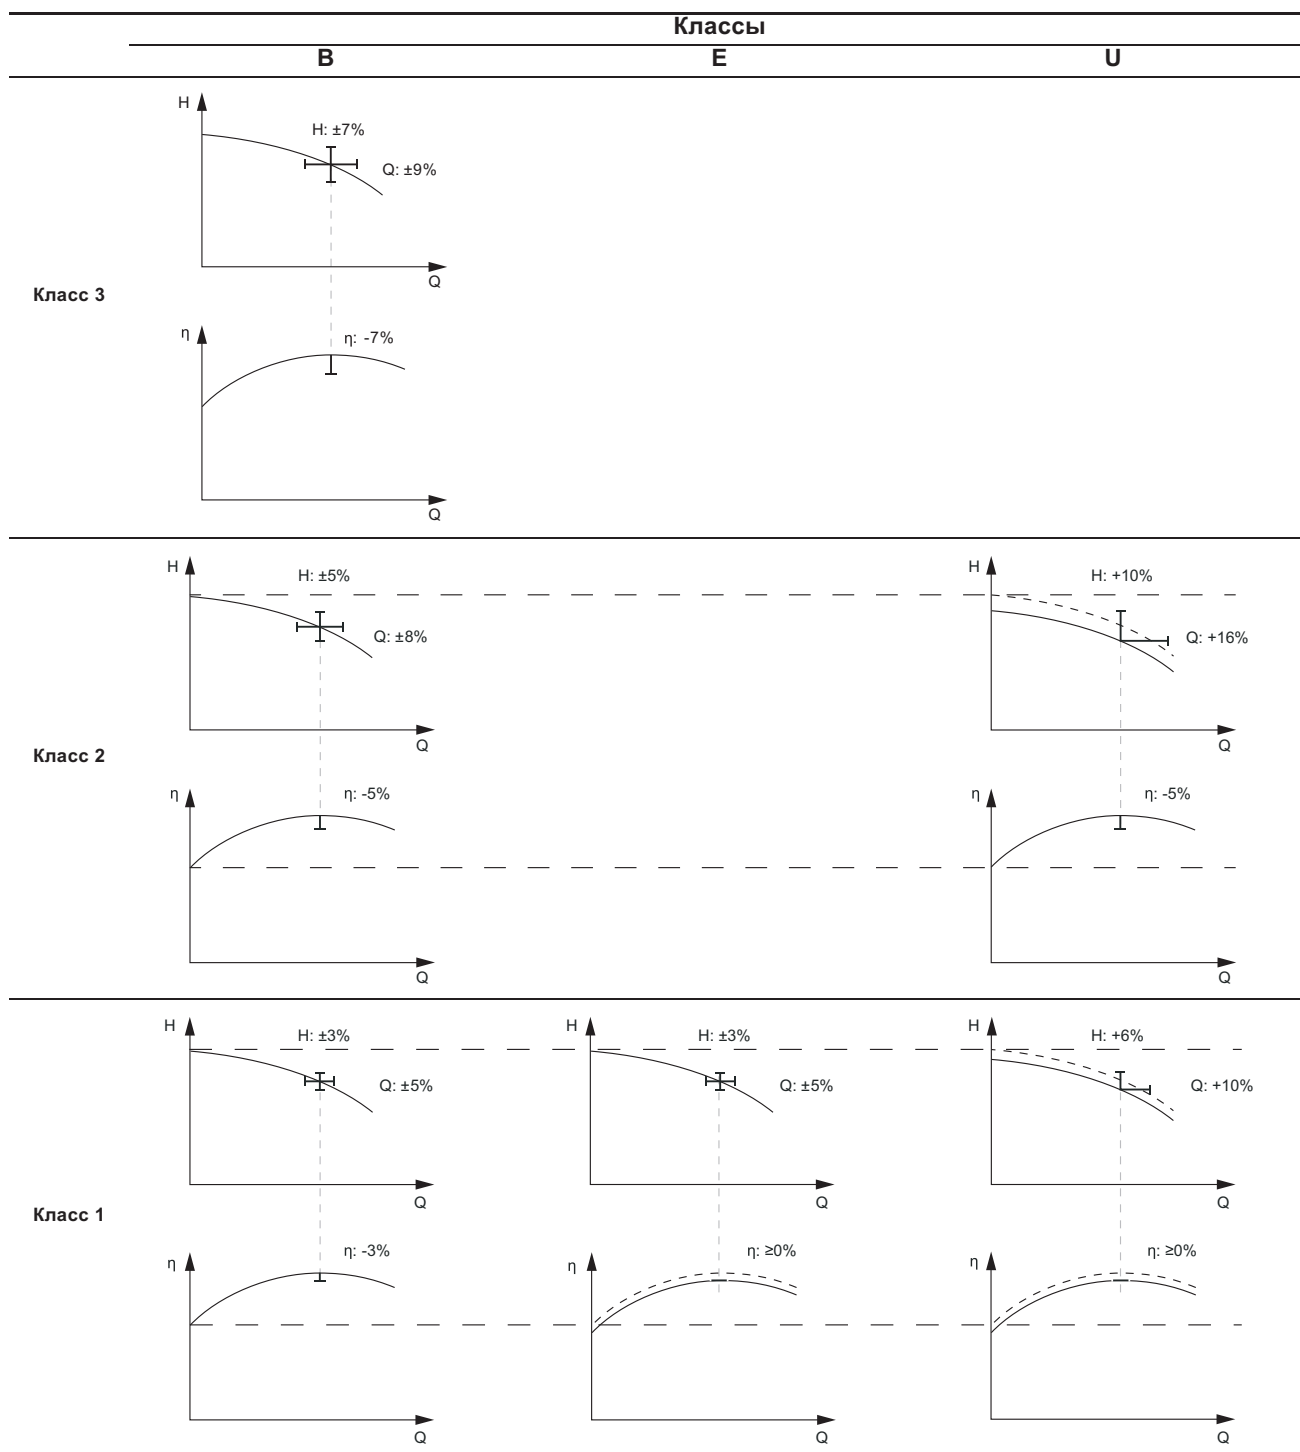 Классы
B E U
H
H: ±7%
Q: ±9%
Q
Класс 3
η
η: -7%
Q
H H: ±5% H H: +10%
Q: ±8% Q: +16%
Q Q
Класс 2
η η: -5% η η: -5%
Q Q
H H: ±3% H H: ±3% H H: +6%
Q: ±5% Q: ±5% Q: +10%
Q Q Q
Класс 1
η η: -3% η η: ≥0% η η: ≥0%
Q Q Q